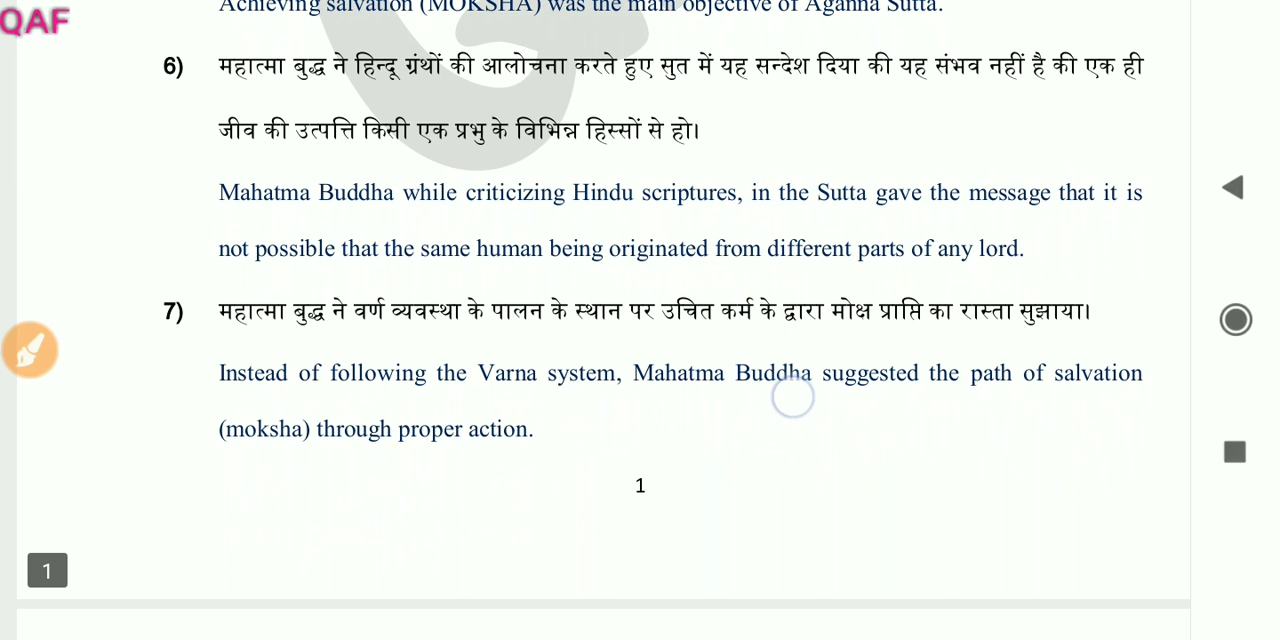 QAF
Achieving salvation (MOKSHA) was the main objective of Aganna Sutta.
6) महात्मा बुद्ध ने हिन्दू ग्रंथों की आलोचना करते हुए सुत में यह सन्देश दिया की यह संभव नहीं है की एक ही
जीव की उत्पत्ति किसी एक प्रभु के विभिन्न हिस्सों से हो।
Mahatma Buddha while criticizing Hindu scriptures, in the Sutta gave the message that it is
not possible that the same human being originated from different parts of any lord.
7) महात्मा बुद्ध ने वर्ण व्यवस्था के पालन के स्थान पर उचित कर्म के द्वारा मोक्ष प्राप्ति का रास्ता सुझाया।
Instead of following the Varna system, Mahatma Buddha suggested the path of salvation
(moksha) through proper action.
1
1